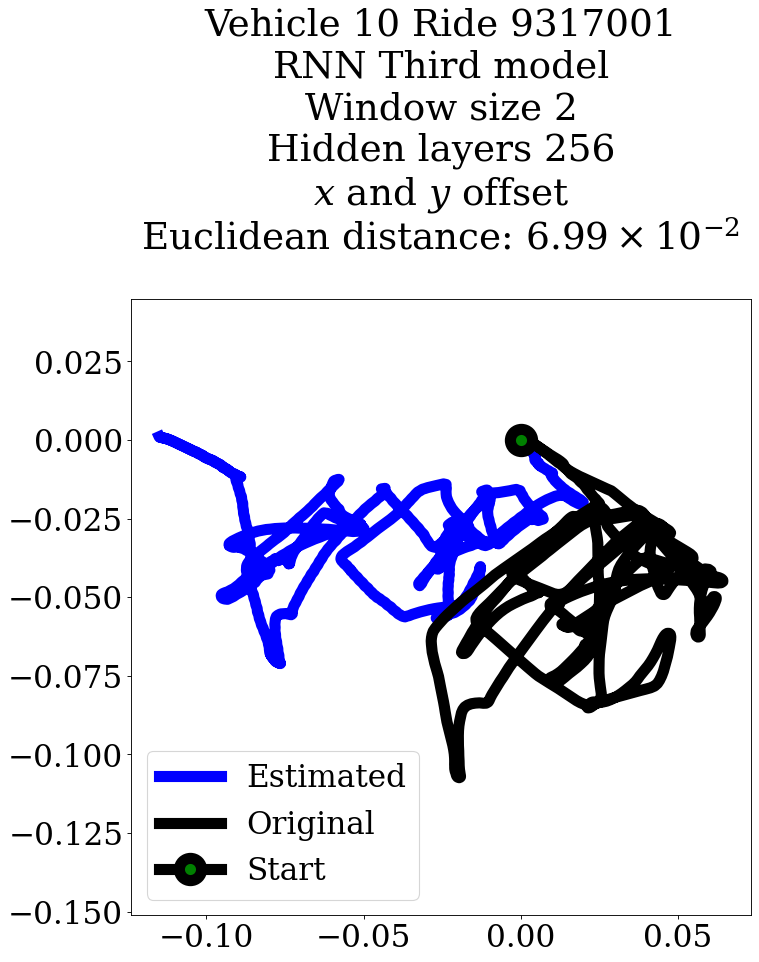 Vehicle 10 Ride 9317001
RNN Third model
Window size 2
Hidden layers 256
x and y offset
Euclidean distance: 6.99 × 10⁻²
0.025
0.000
−0.025
−0.050
−0.075
−0.100
−0.125
−0.150
Estimated
Original
Start
−0.10 −0.05 0.00 0.05